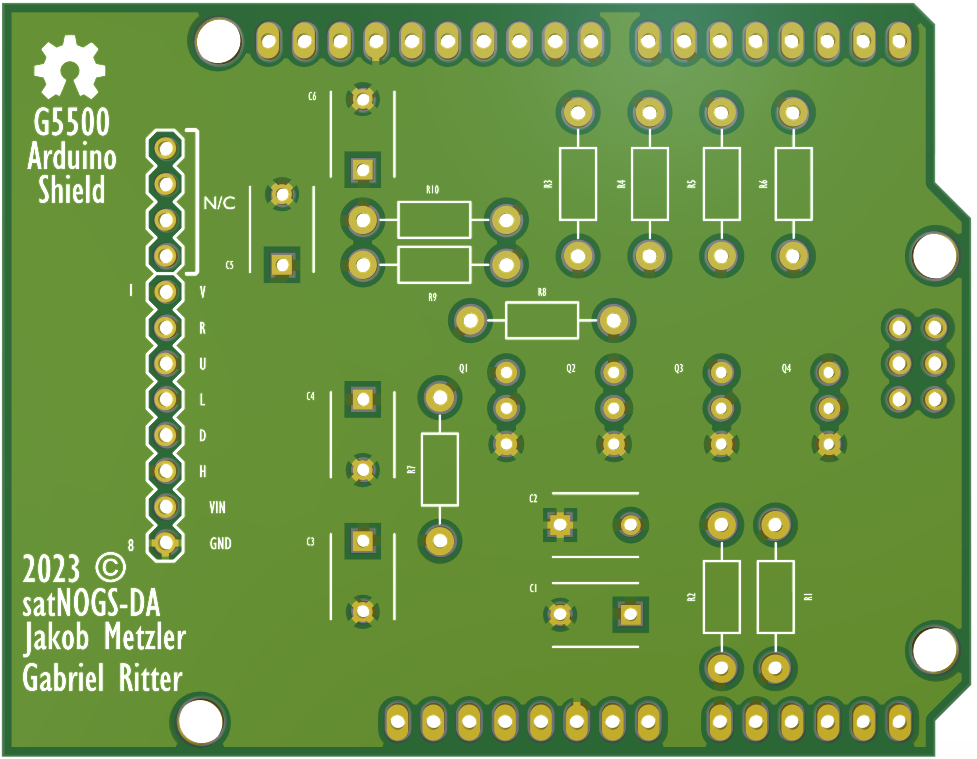 C6
G5500
Arduino
Shield
N/C
R10
R3
R4
R5
R6
C5
1
V
R9
R8
R
U
Q1
Q2
Q3
Q4
L
C4
D
H
R7
VIN
C2
8
GND
C3
2023 ©
satNOGS-DA
Jakob Metzler
Gabriel Ritter
C1
R2
R1